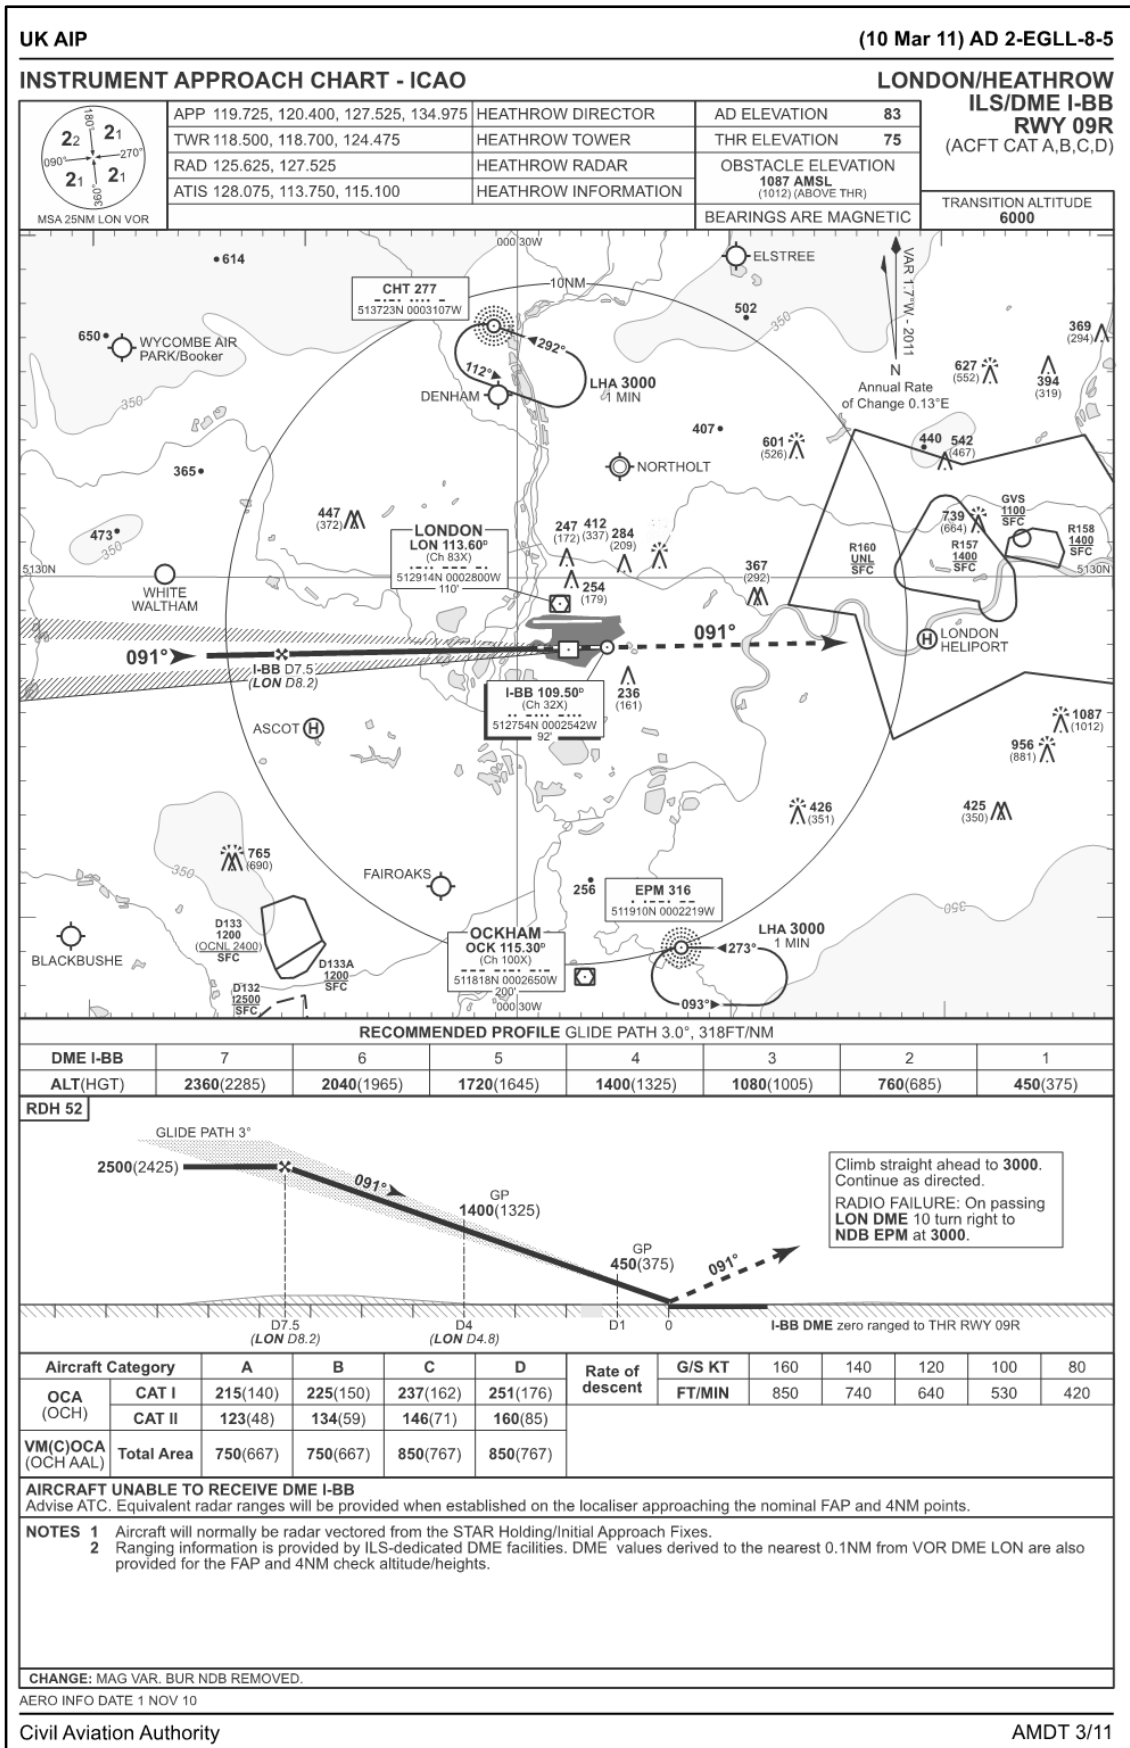 UK AIP
(10 Mar 11) AD 2-EGLL-8-5
INSTRUMENT APPROACH CHART - ICAO
LONDON/HEATHROW
ILS/DME I-BB
RWY 09R
(ACFT CAT A,B,C,D)
180°
22 21
090° 270°
21 21
360°
MSA 25NM LON VOR
APP 119.725, 120.400, 127.525, 134.975 HEATHROW DIRECTOR
TWR 118.500, 118.700, 124.475 HEATHROW TOWER
RAD 125.625, 127.525 HEATHROW RADAR
ATIS 128.075, 113.750, 115.100 HEATHROW INFORMATION
AD ELEVATION 83
THR ELEVATION 75
OBSTACLE ELEVATION
1087 AMSL
(1012) (ABOVE THR)
BEARINGS ARE MAGNETIC
TRANSITION ALTITUDE
6000
000 30W
614
ELSTREE
CHT 277
513723N 0003107W
10NM
VAR 1.7°W - 2011
N
Annual Rate
of Change 0.13°E
502
350
369
(294)
650
WYCOMBE AIR
PARK/Booker
292°
112°
LHA 3000
1 MIN
627
(552)
394
(319)
DENHAM
350
407
601
(526)
440
542
(467)
365
NORTHOLT
447
(372)
473
350
LONDON
LON 113.60D
(Ch 83X)
512914N 0002800W
110'
247
(172)
412
(337)
284
(209)
254
(179)
739
(664)
GVS
1100
SFC
R158
1400
SFC
R160
UNL
SFC
R157
1400
SFC
367
(292)
5130N
5130N
WHITE
WALTHAM
091°
091°
LONDON
HELIPORT
I-BB D7.5
(LON D8.2)
I-BB 109.50D
(Ch 32X)
512754N 0002542W
92'
236
(161)
ASCOT
1087
(1012)
956
(881)
426
(351)
425
(350)
765
(690)
350
FAIROAKS
256
EPM 316
511910N 0002219W
350
D133
1200
(OCNL 2400)
SFC
BLACKBUSHE
D133A
1200
SFC
D132
12500
SFC
OCKHAM
OCK 115.30D
(Ch 100X)
511818N 0002650W
200'
000 30W
LHA 3000
1 MIN
273°
093°
RECOMMENDED PROFILE GLIDE PATH 3.0°, 318FT/NM
DME I-BB 7 6 5 4 3 2 1
ALT(HGT) 2360(2285) 2040(1965) 1720(1645) 1400(1325) 1080(1005) 760(685) 450(375)
RDH 52
GLIDE PATH 3°
2500(2425)
091°
GP
1400(1325)
GP
450(375)
091°
Climb straight ahead to 3000.
Continue as directed.
RADIO FAILURE: On passing
LON DME 10 turn right to
NDB EPM at 3000.
D7.5
(LON D8.2)
D4
(LON D4.8)
D1
0
I-BB DME zero ranged to THR RWY 09R
Aircraft Category A B C D
OCA
(OCH)
CAT I 215(140) 225(150) 237(162) 251(176)
CAT II 123(48) 134(59) 146(71) 160(85)
VM(C)OCA
(OCH AAL)
Total Area 750(667) 750(667) 850(767) 850(767)
Rate of
descent
G/S KT 160 140 120 100 80
FT/MIN 850 740 640 530 420
AIRCRAFT UNABLE TO RECEIVE DME I-BB
Advise ATC. Equivalent radar ranges will be provided when established on the localiser approaching the nominal FAP and 4NM points.
NOTES 1 Aircraft will normally be radar vectored from the STAR Holding/Initial Approach Fixes.
2 Ranging information is provided by ILS-dedicated DME facilities. DME values derived to the nearest 0.1NM from VOR DME LON are also
provided for the FAP and 4NM check altitude/heights.
CHANGE: MAG VAR. BUR NDB REMOVED.
AERO INFO DATE 1 NOV 10
Civil Aviation Authority
AMDT 3/11